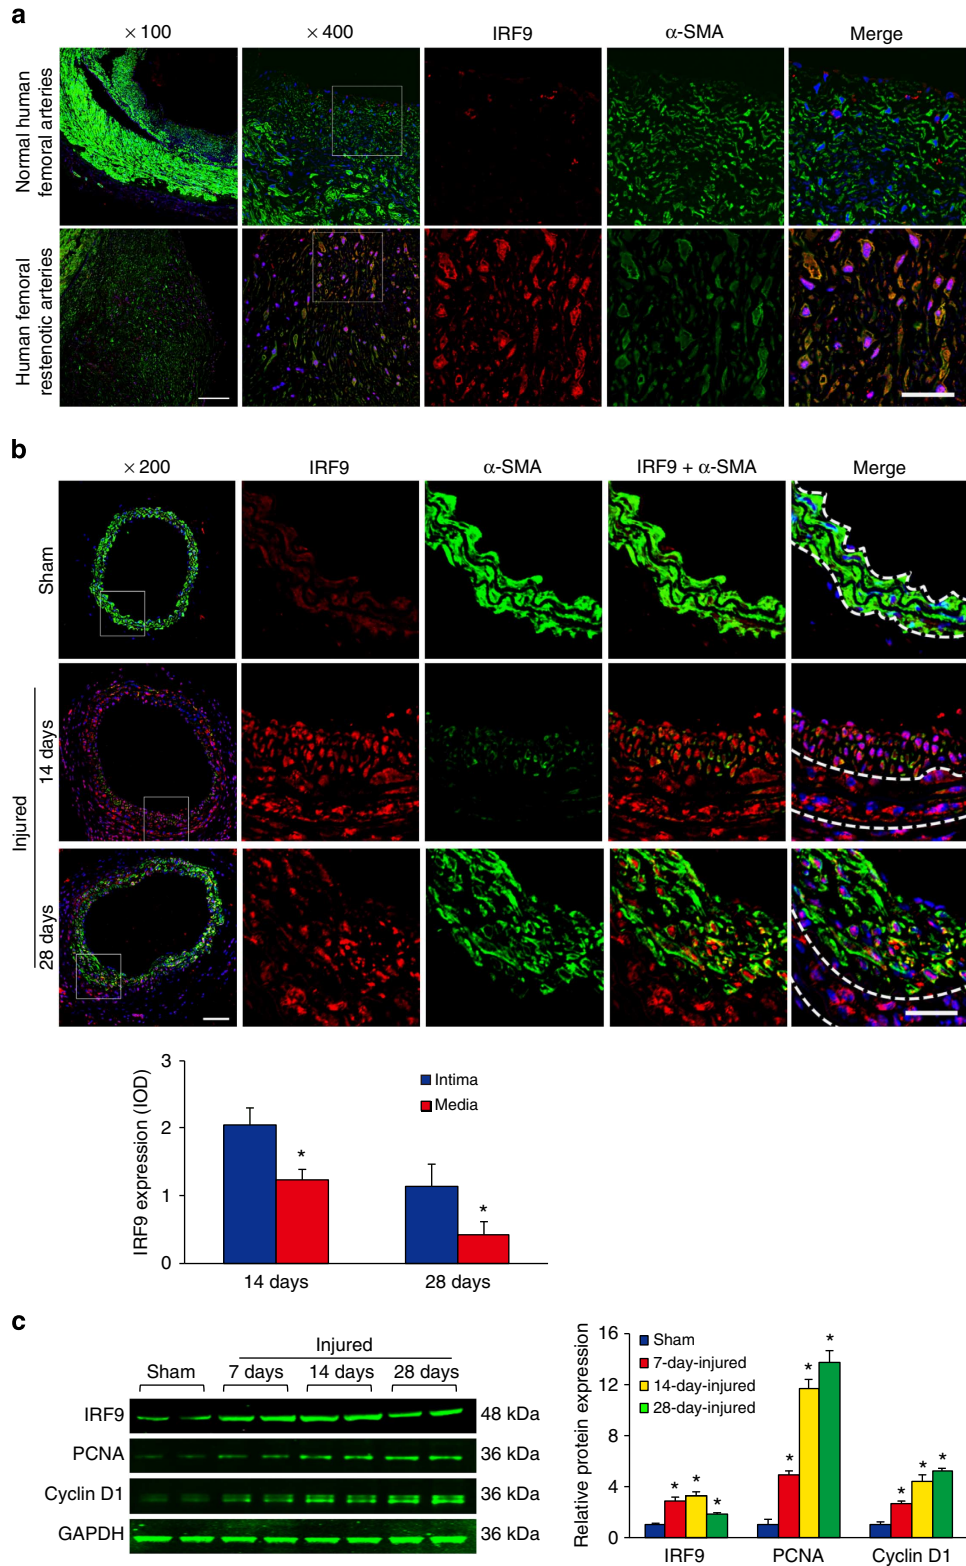 a
× 100 × 400 IRF9 α-SMA Merge
Normal human
femoral arteries
Human femoral
restenotic arteries
b
× 200 IRF9 α-SMA IRF9 + α-SMA Merge
Sham
Injured
14 days
28 days
IRF9 expression (IOD)
3
2
1
0
Intima
Media
*
*
14 days 28 days
c
Injured
Sham 7 days 14 days 28 days
IRF9 48 kDa
PCNA 36 kDa
Cyclin D1 36 kDa
GAPDH 36 kDa
Relative protein expression
16
12
8
4
0
Sham
7-day-injured
14-day-injured
28-day-injured
* * *
* * *
* * *
IRF9 PCNA Cyclin D1